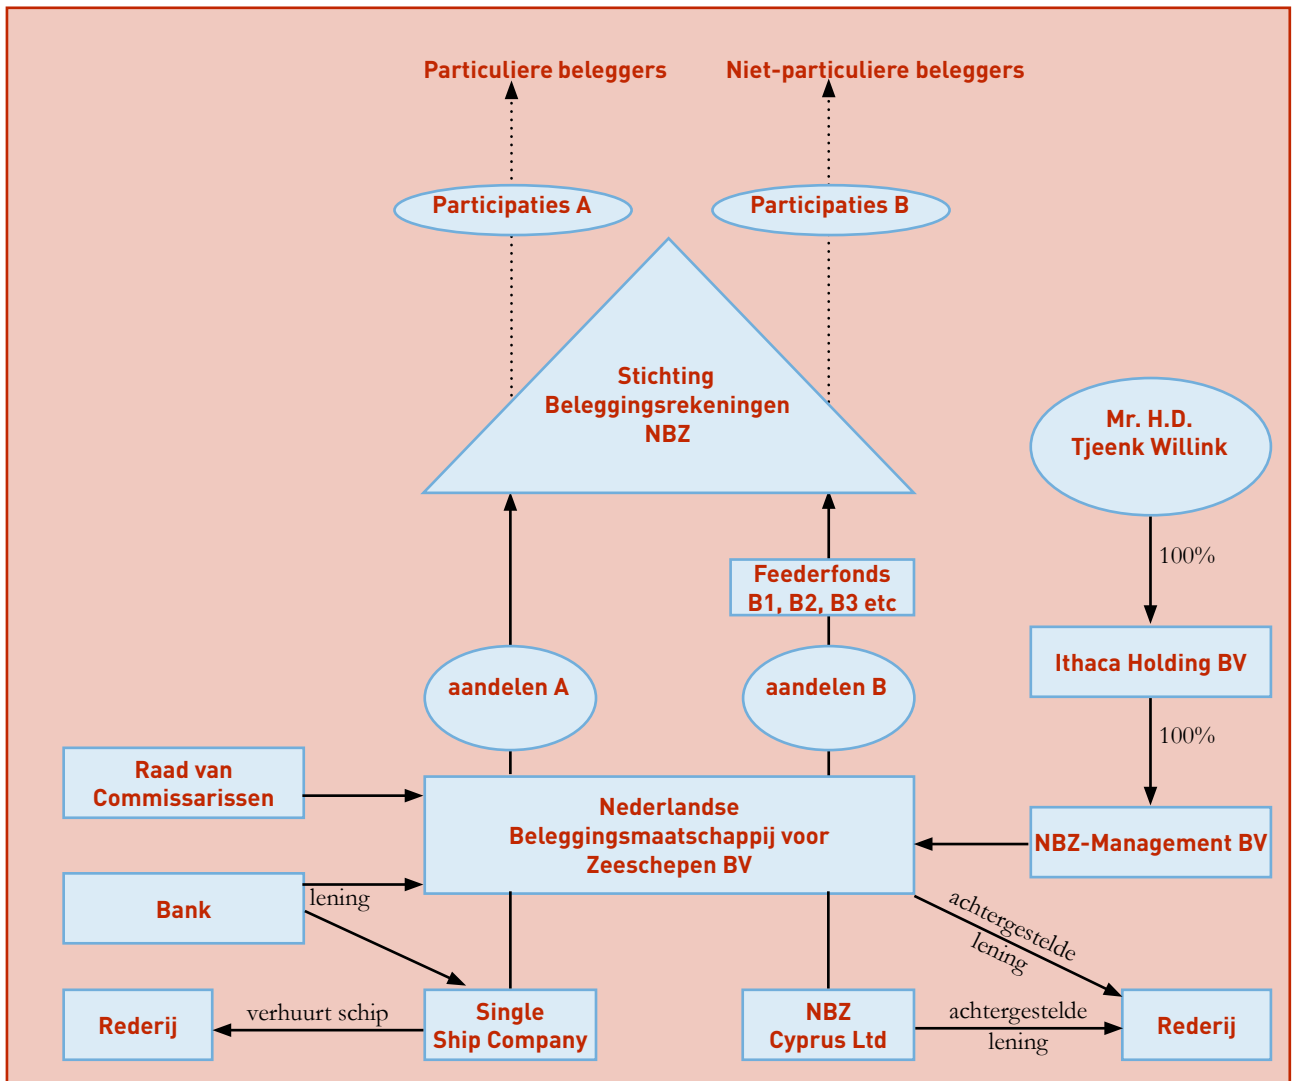 Particuliere beleggers
Niet-particuliere beleggers
Participaties A
Participaties B
Stichting
Beleggingsrekeningen
NBZ
Mr. H.D.
Tjeenk Willink
100%
Feederfonds
B1, B2, B3 etc
Ithaca Holding BV
aandelen A
aandelen B
100%
Raad van
Commissarissen
Nederlandse
Beleggingsmaatschappij voor
Zeeschepen BV
NBZ-Management BV
Bank
lening
achtergestelde
lening
Rederij
verhuurt schip
Single
Ship Company
NBZ
Cyprus Ltd
achtergestelde
lening
Rederij